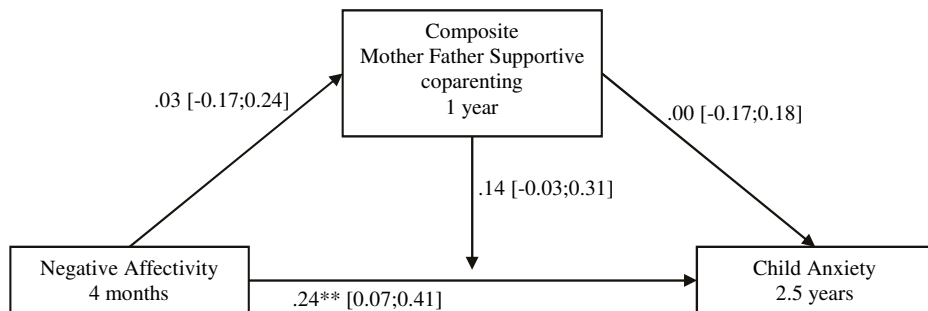 Composite
Mother Father Supportive
coparenting
1 year
.03 [-0.17;0.24]
.00 [-0.17;0.18]
.14 [-0.03;0.31]
Negative Affectivity
4 months
Child Anxiety
2.5 years
.24** [0.07;0.41]